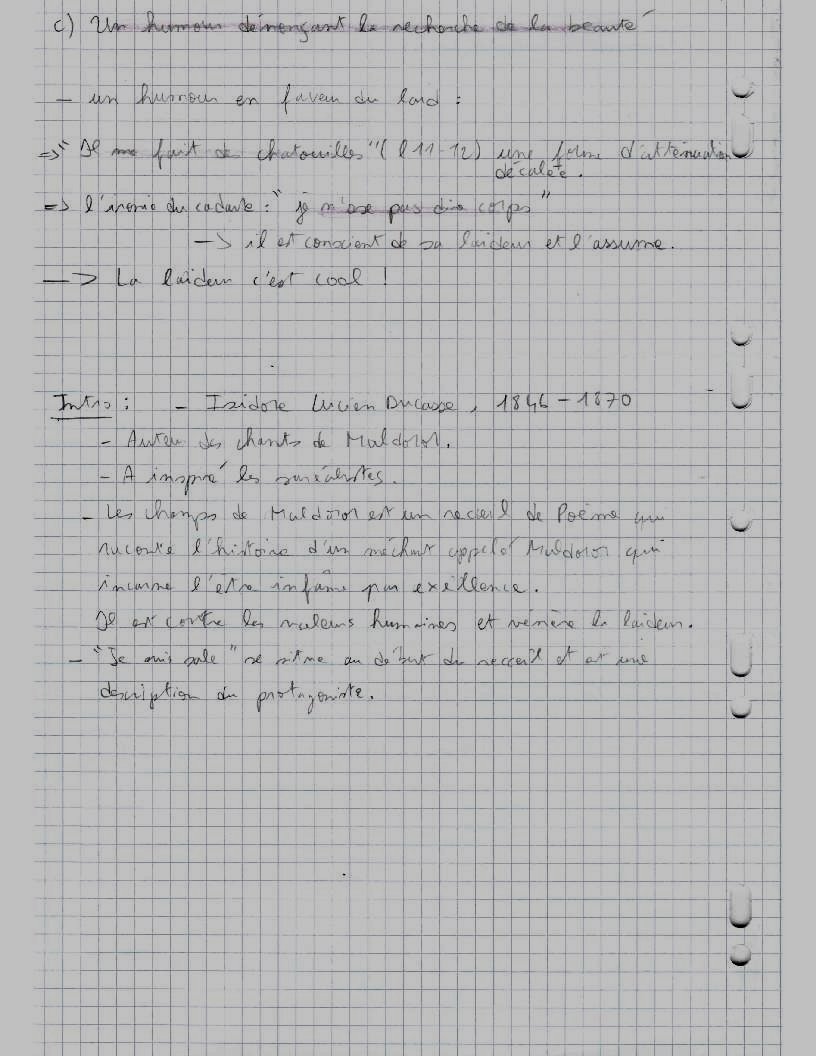 c) Un humour dénonçant la recherche de la beauté
- un humour en faveur du laid :
=> "Il me fait des chatouilles" (l 11-12) une forme d'atténuation
décalée.
=> l'ironie du cadavre : " je n'ose pas dire corps "
-> il est conscient de sa laideur et l'assume.
-> La laideur c'est cool !
Intro : - Isidore Lucien Ducasse, 1846 - 1870
- Auteur des chants de Maldoror.
- A inspiré les suréalistes.
- Les champs de Maldoror est un recueil de Poème qui
raconte l'histoire d'un méchant appelé Maldoror qui
incarne l'être infâme par exellence.
Il est contre les valeurs humaines et vénère la laideur.
- "Je suis sale" se situe au début du reccueil et est une
description du protagoniste.